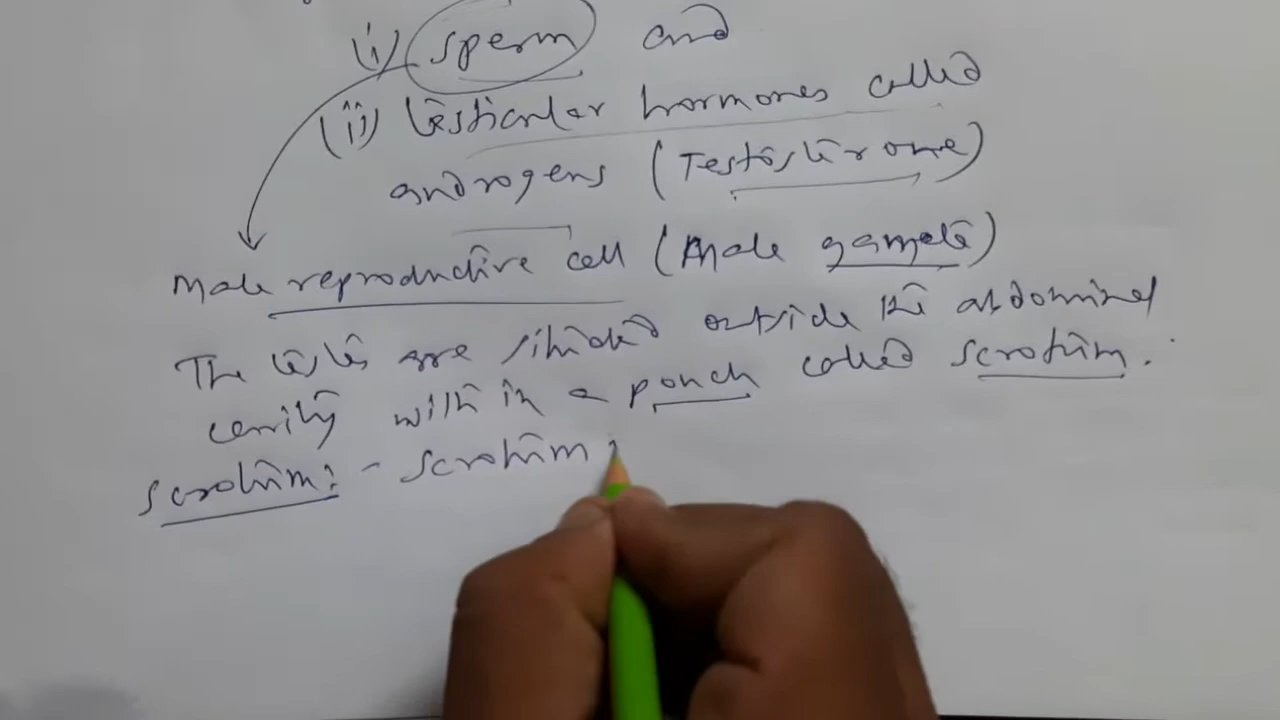 (i) sperm and
(ii) testicular hormones called
androgens (Testosterone)
Male reproductive cell (Male gamete)
The testes are situated outside the abdominal
cavity with in a pouch called scrotum.
scrotum: - scrotum